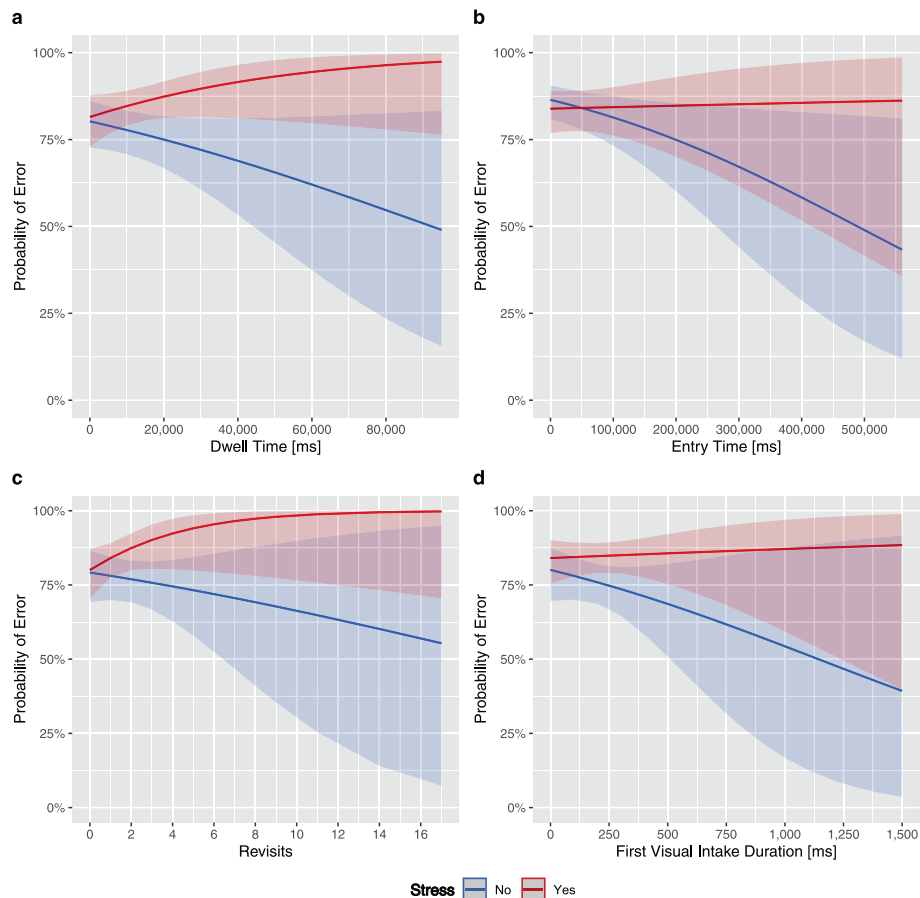 a
100%
75%
50%
25%
0%
Probability of Error
0 20,000 40,000 60,000 80,000
Dwell Time [ms]
b
100%
75%
50%
25%
0%
Probability of Error
0 100,000 200,000 300,000 400,000 500,000
Entry Time [ms]
c
100%
75%
50%
25%
0%
Probability of Error
0 2 4 6 8 10 12 14 16
Revisits
d
100%
75%
50%
25%
0%
Probability of Error
0 250 500 750 1,000 1,250 1,500
First Visual Intake Duration [ms]
Stress No Yes